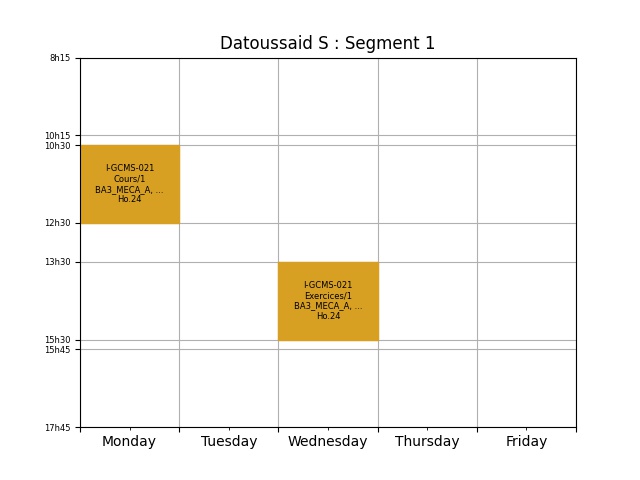 Datoussaid S : Segment 1
8h15
10h15
10h30
I-GCMS-021
Cours/1
BA3_MECA_A, ...
Ho.24
12h30
13h30
I-GCMS-021
Exercices/1
BA3_MECA_A, ...
Ho.24
15h30
15h45
17h45
Monday Tuesday Wednesday Thursday Friday